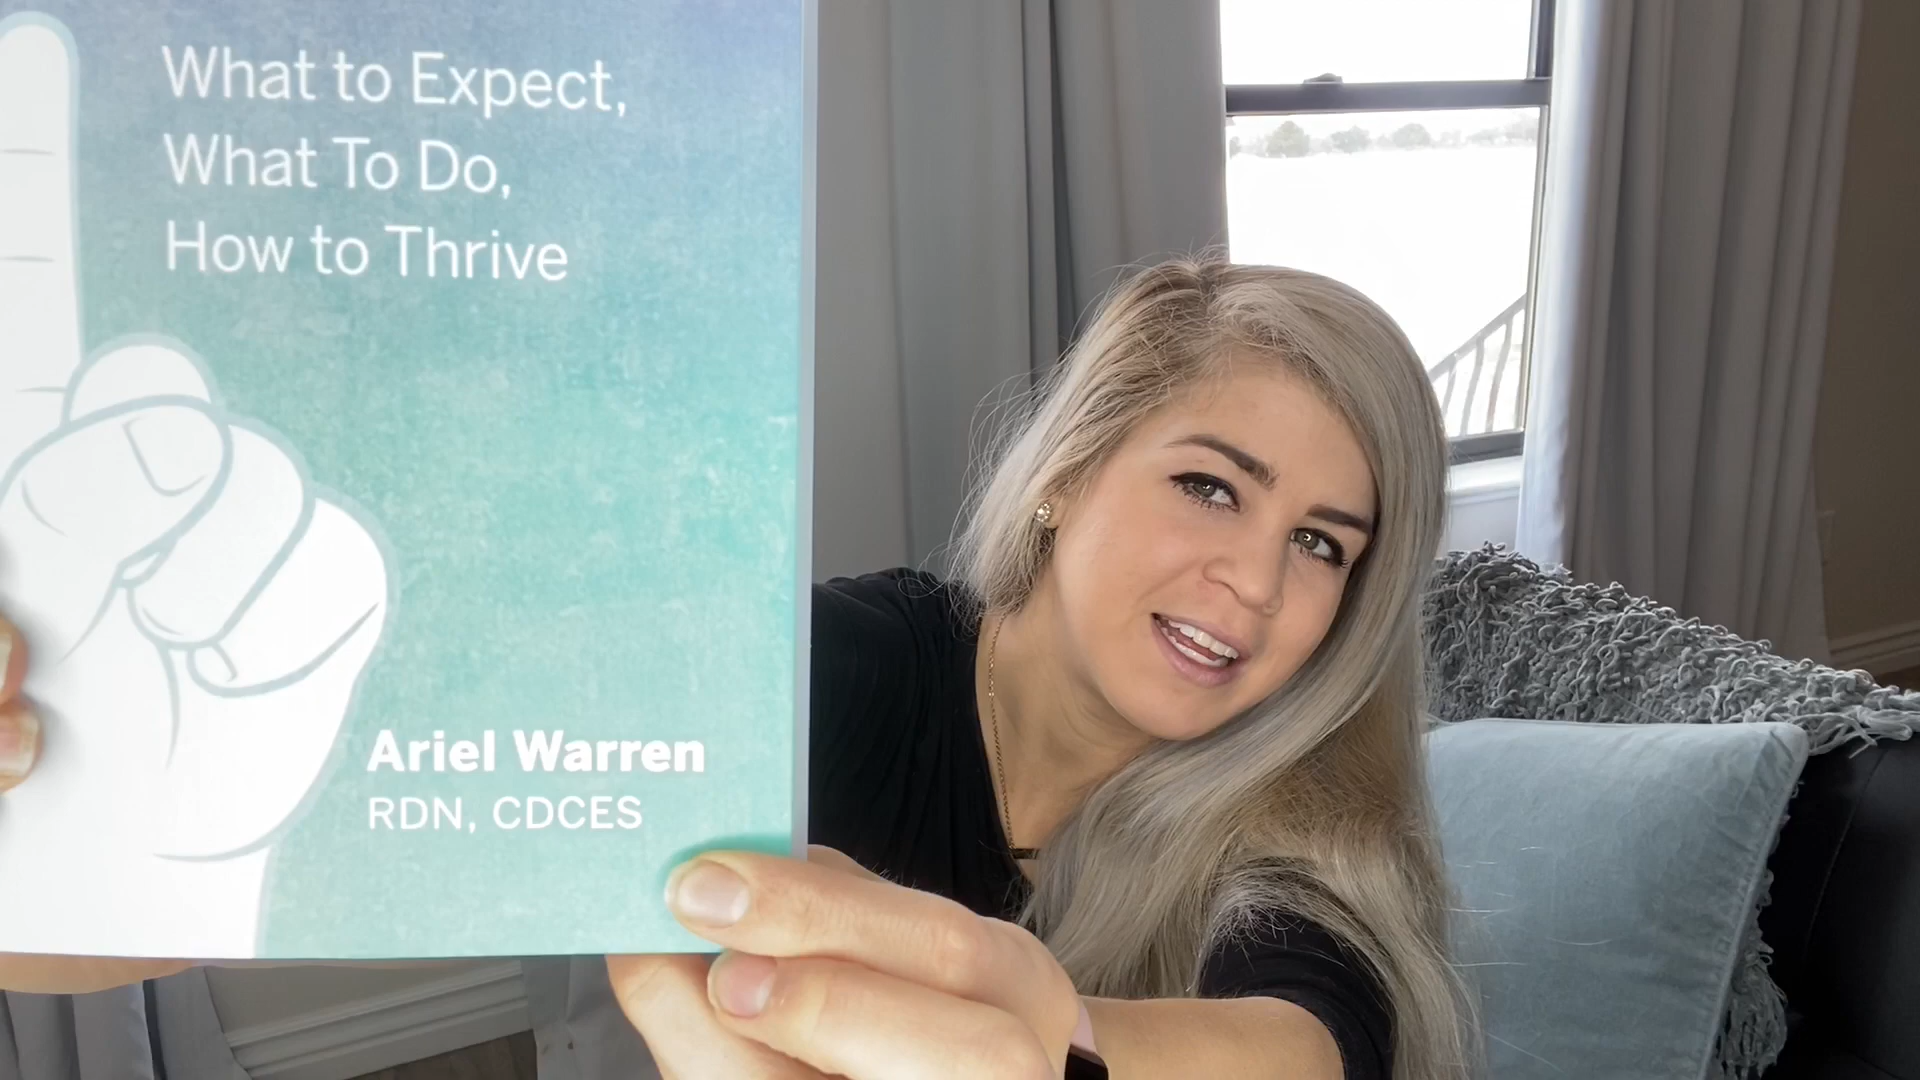 What to Expect,
What To Do,
How to Thrive
Ariel Warren
RDN, CDCES